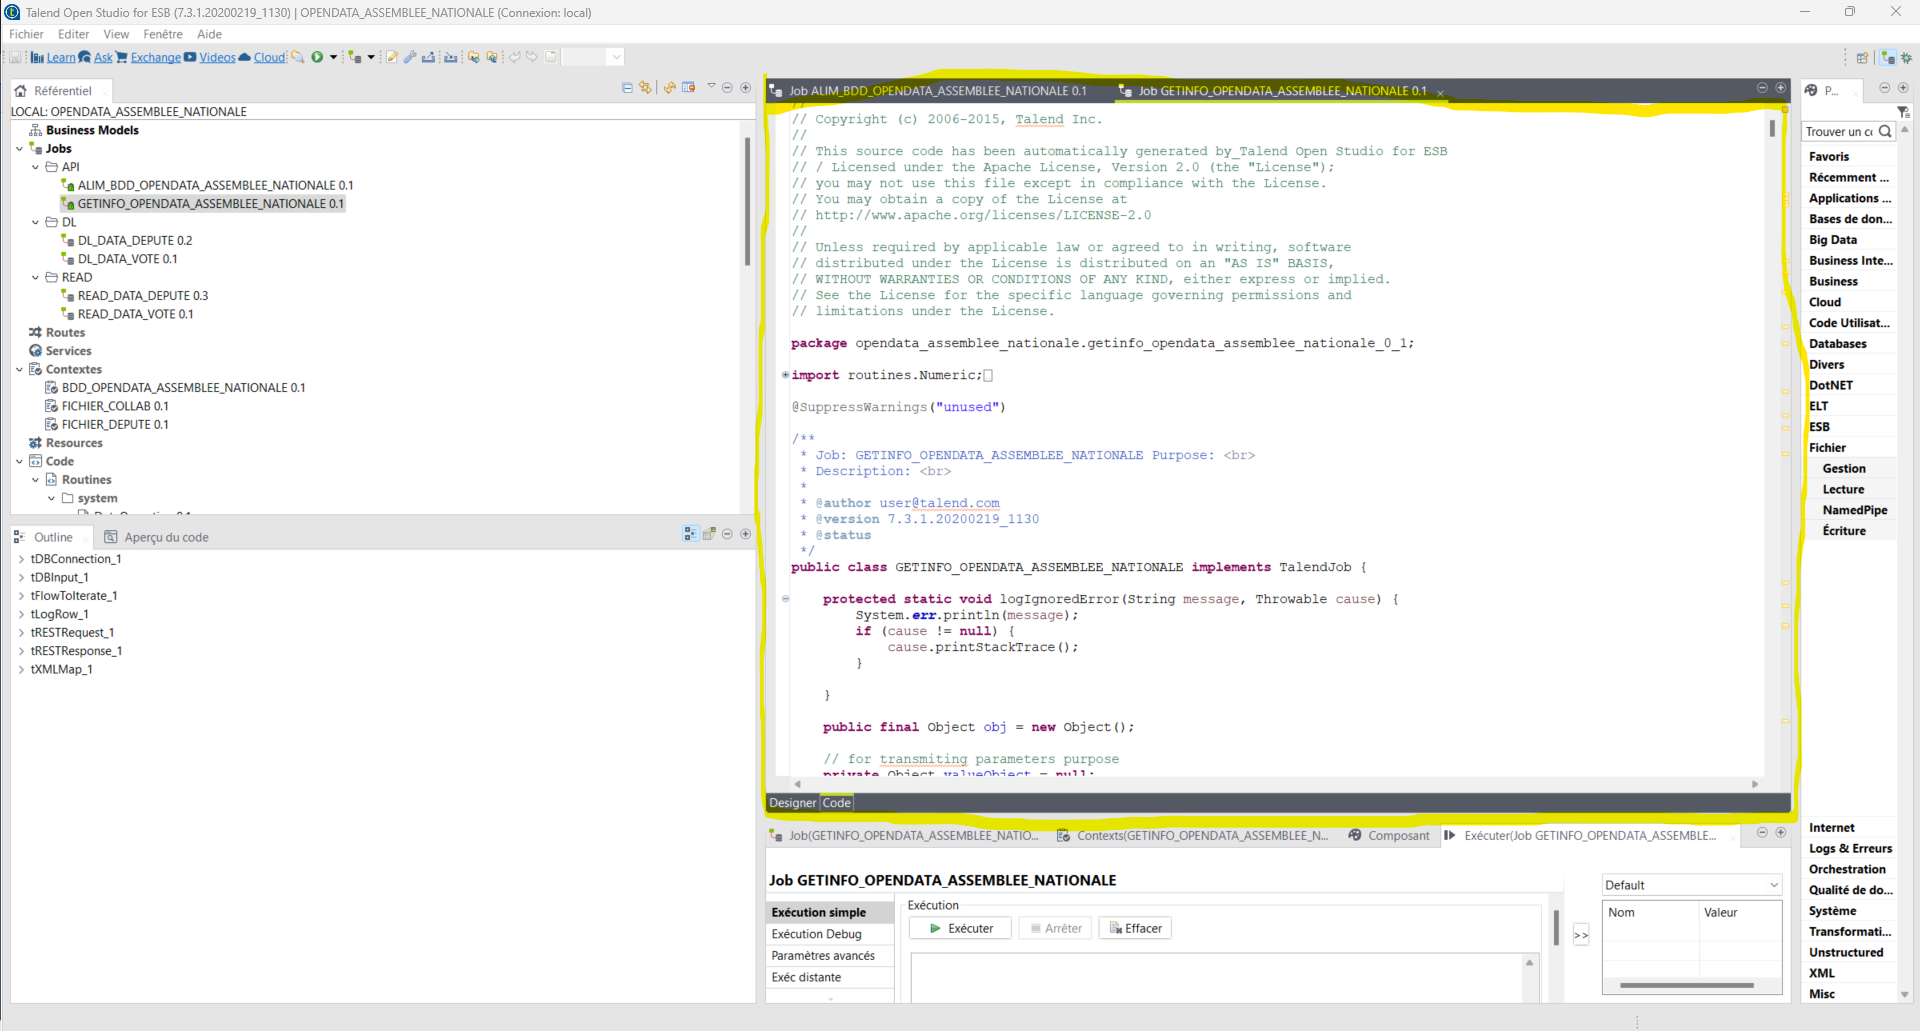 Talend Open Studio for ESB (7.3.1.20200219_1130) | OPENDATA_ASSEMBLEE_NATIONALE (Connexion: local)
Fichier Editer View Fenêtre Aide
Learn Ask Exchange Videos Cloud
Référentiel
LOCAL: OPENDATA_ASSEMBLEE_NATIONALE
Business Models
Jobs
API
ALIM_BDD_OPENDATA_ASSEMBLEE_NATIONALE 0.1
GETINFO_OPENDATA_ASSEMBLEE_NATIONALE 0.1
DL
DL_DATA_DEPUTE 0.2
DL_DATA_VOTE 0.1
READ
READ_DATA_DEPUTE 0.3
READ_DATA_VOTE 0.1
Routes
Services
Contextes
BDD_OPENDATA_ASSEMBLEE_NATIONALE 0.1
FICHIER_COLLAB 0.1
FICHIER_DEPUTE 0.1
Resources
Code
Routines
system
Outline Aperçu du code
tDBConnection_1
tDBInput_1
tFlowToIterate_1
tLogRow_1
tRESTRequest_1
tRESTResponse_1
tXMLMap_1
Job ALIM_BDD_OPENDATA_ASSEMBLEE_NATIONALE 0.1 Job GETINFO_OPENDATA_ASSEMBLEE_NATIONALE 0.1
//
// Copyright (c) 2006-2015, Talend Inc.
//
// This source code has been automatically generated by_Talend Open Studio for ESB
// / Licensed under the Apache License, Version 2.0 (the "License");
// you may not use this file except in compliance with the License.
// You may obtain a copy of the License at
// http://www.apache.org/licenses/LICENSE-2.0
//
// Unless required by applicable law or agreed to in writing, software
// distributed under the License is distributed on an "AS IS" BASIS,
// WITHOUT WARRANTIES OR CONDITIONS OF ANY KIND, either express or implied.
// See the License for the specific language governing permissions and
// limitations under the License.
package opendata_assemblee_nationale.getinfo_opendata_assemblee_nationale_0_1;
import routines.Numeric;
@SuppressWarnings("unused")
/**
* Job: GETINFO_OPENDATA_ASSEMBLEE_NATIONALE Purpose: <br>
* Description: <br>
*
* @author user@talend.com
* @version 7.3.1.20200219_1130
* @status
*/
public class GETINFO_OPENDATA_ASSEMBLEE_NATIONALE implements TalendJob {
protected static void logIgnoredError(String message, Throwable cause) {
System.err.println(message);
if (cause != null) {
cause.printStackTrace();
}
}
public final Object obj = new Object();
// for transmiting parameters purpose
private Object valueObject = null;
Designer Code
Job(GETINFO_OPENDATA_ASSEMBLEE_NATIO... Contexts(GETINFO_OPENDATA_ASSEMBLEE_N... Composant Exécuter(Job GETINFO_OPENDATA_ASSEMBLE...
Job GETINFO_OPENDATA_ASSEMBLEE_NATIONALE
Exécution simple
Exécution Debug
Paramètres avancés
Exéc distante
Exécution
Exécuter Arrêter Effacer
>>
Default
Nom Valeur
P...
Trouver un cc
Favoris
Récemment ...
Applications ...
Bases de don...
Big Data
Business Inte...
Business
Cloud
Code Utilisat...
Databases
Divers
DotNET
ELT
ESB
Fichier
Gestion
Lecture
NamedPipe
Écriture
Internet
Logs & Erreurs
Orchestration
Qualité de do...
Système
Transformati...
Unstructured
XML
Misc